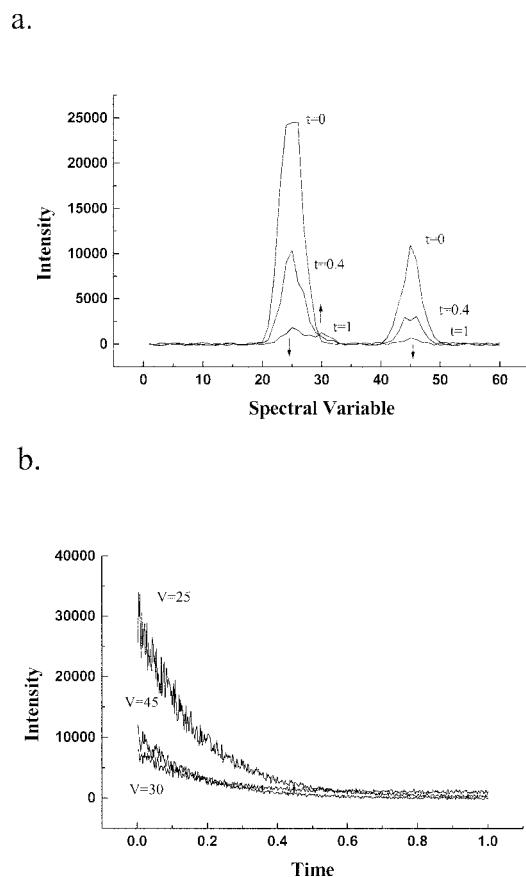 a.
25000
20000
15000
10000
5000
0
Intensity
t=0
t=0.4
t=1
t=0
t=0.4
t=1
0 10 20 30 40 50 60
Spectral Variable
b.
40000
30000
20000
10000
0
Intensity
V=25
V=45
V=30
0.0 0.2 0.4 0.6 0.8 1.0
Time